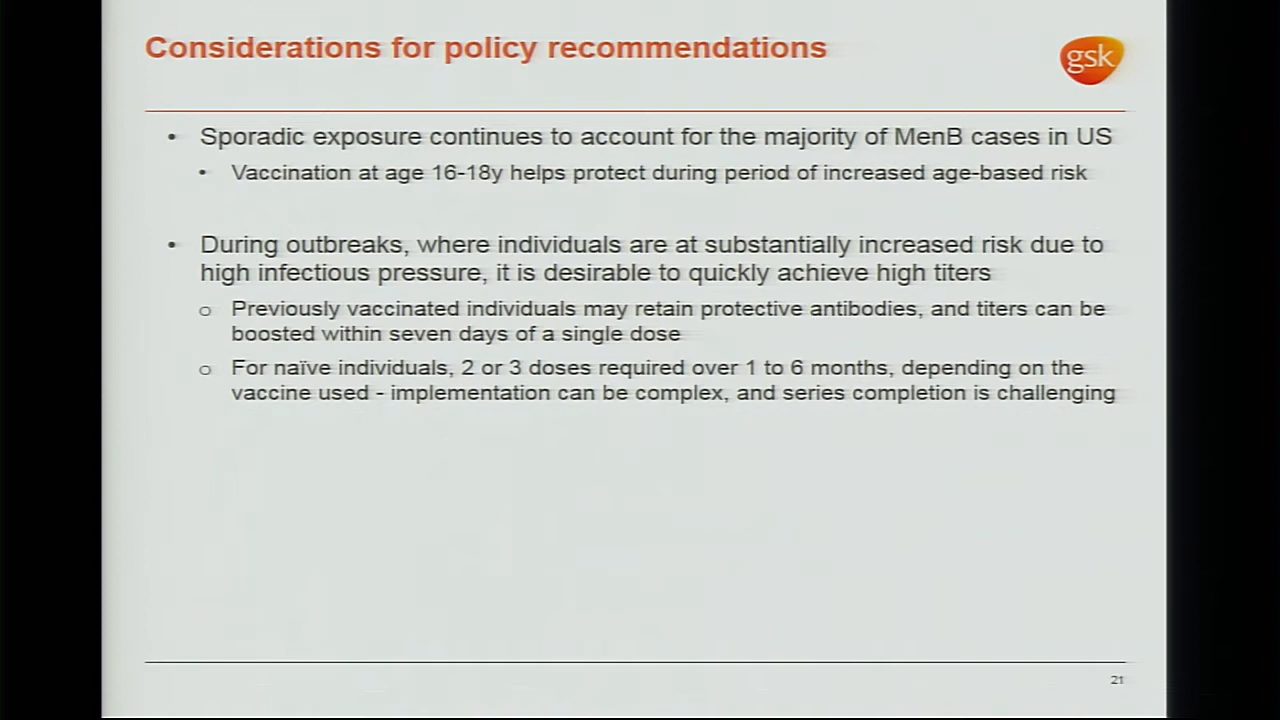 Considerations for policy recommendations
gsk
• Sporadic exposure continues to account for the majority of MenB cases in US
• Vaccination at age 16-18y helps protect during period of increased age-based risk
• During outbreaks, where individuals are at substantially increased risk due to
high infectious pressure, it is desirable to quickly achieve high titers
o Previously vaccinated individuals may retain protective antibodies, and titers can be
boosted within seven days of a single dose
o For naïve individuals, 2 or 3 doses required over 1 to 6 months, depending on the
vaccine used - implementation can be complex, and series completion is challenging
21